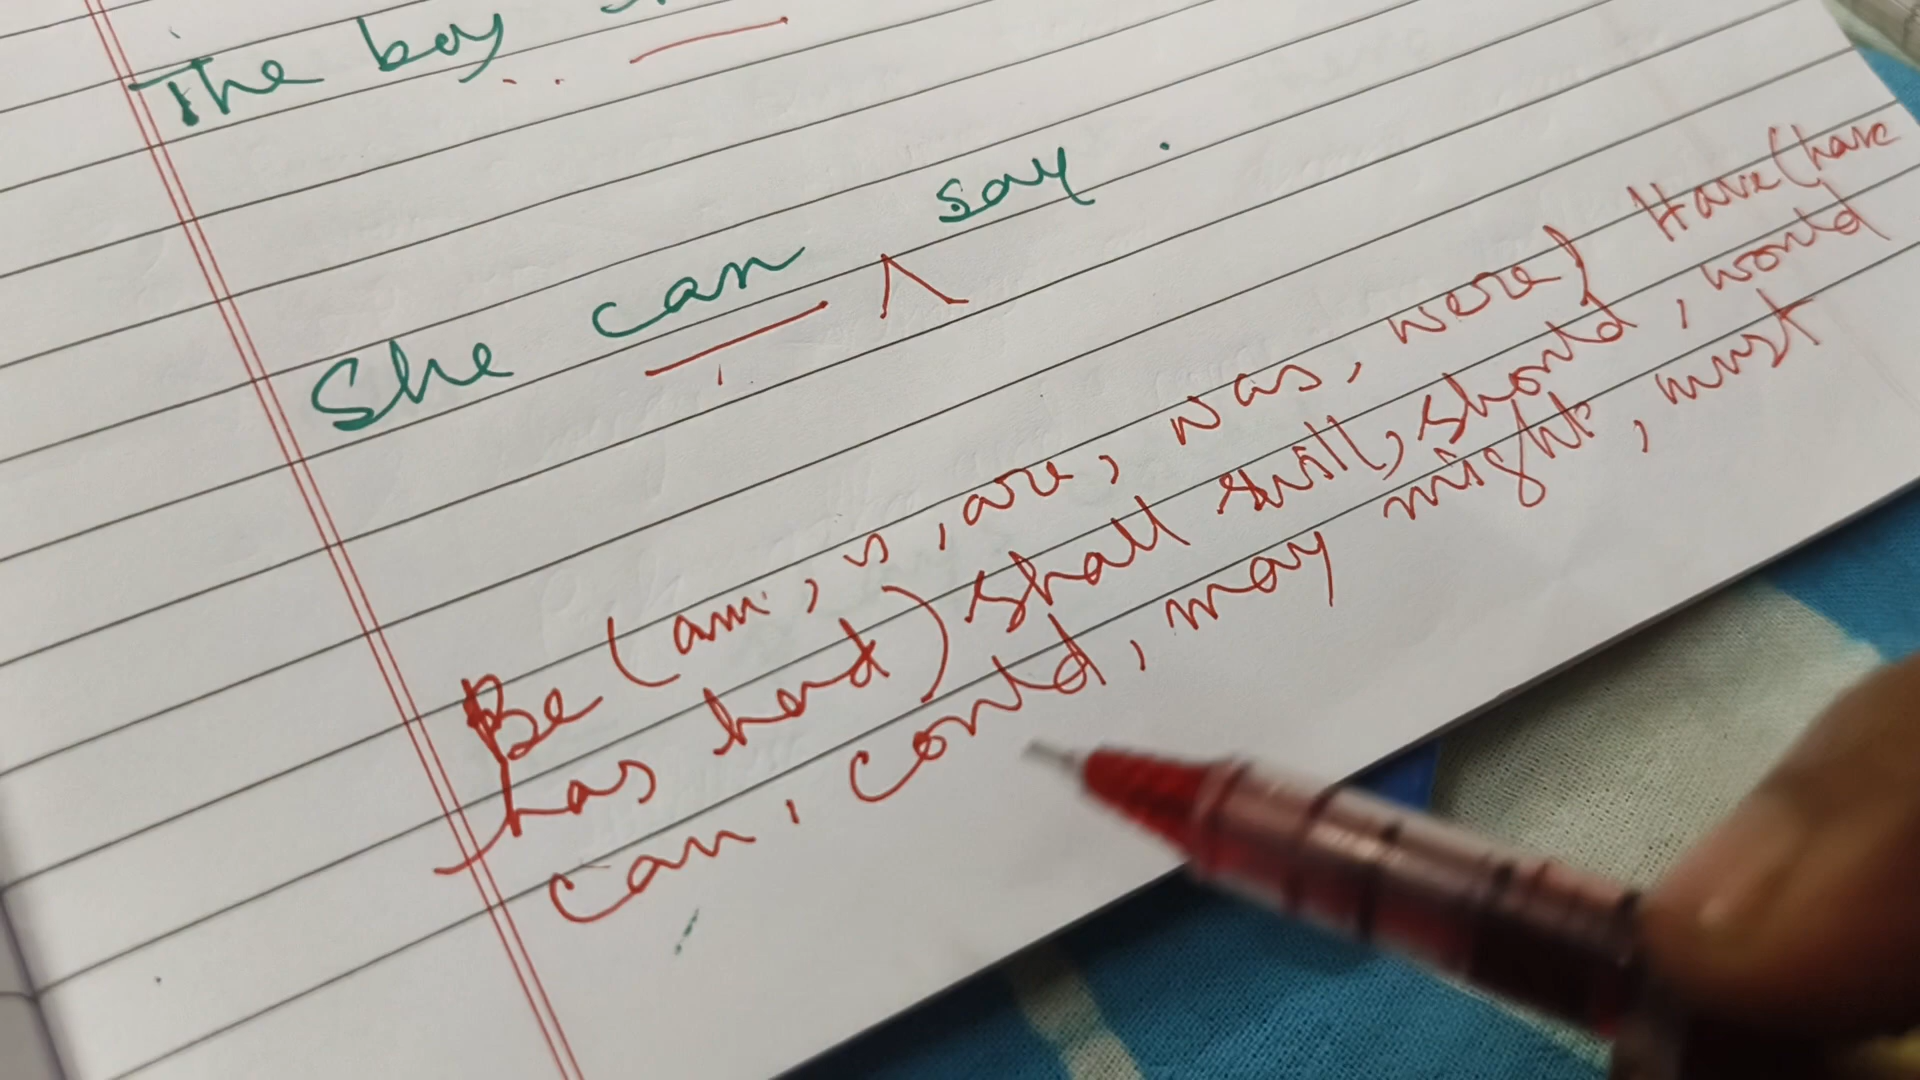 The boy
She can say .
Be (am, is, are, was, were) Have (have
has had) shall will, should, would
can, could, may might, must